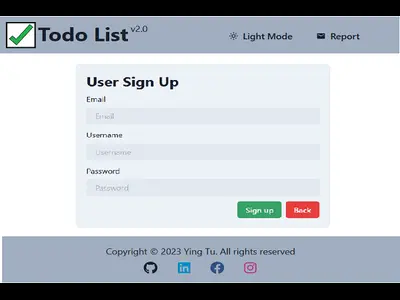 Todo List v2.0
Light Mode
Report
User Sign Up
Email
Email
Username
Username
Password
Password
Sign up
Back
Copyright © 2023 Ying Tu. All rights reserved